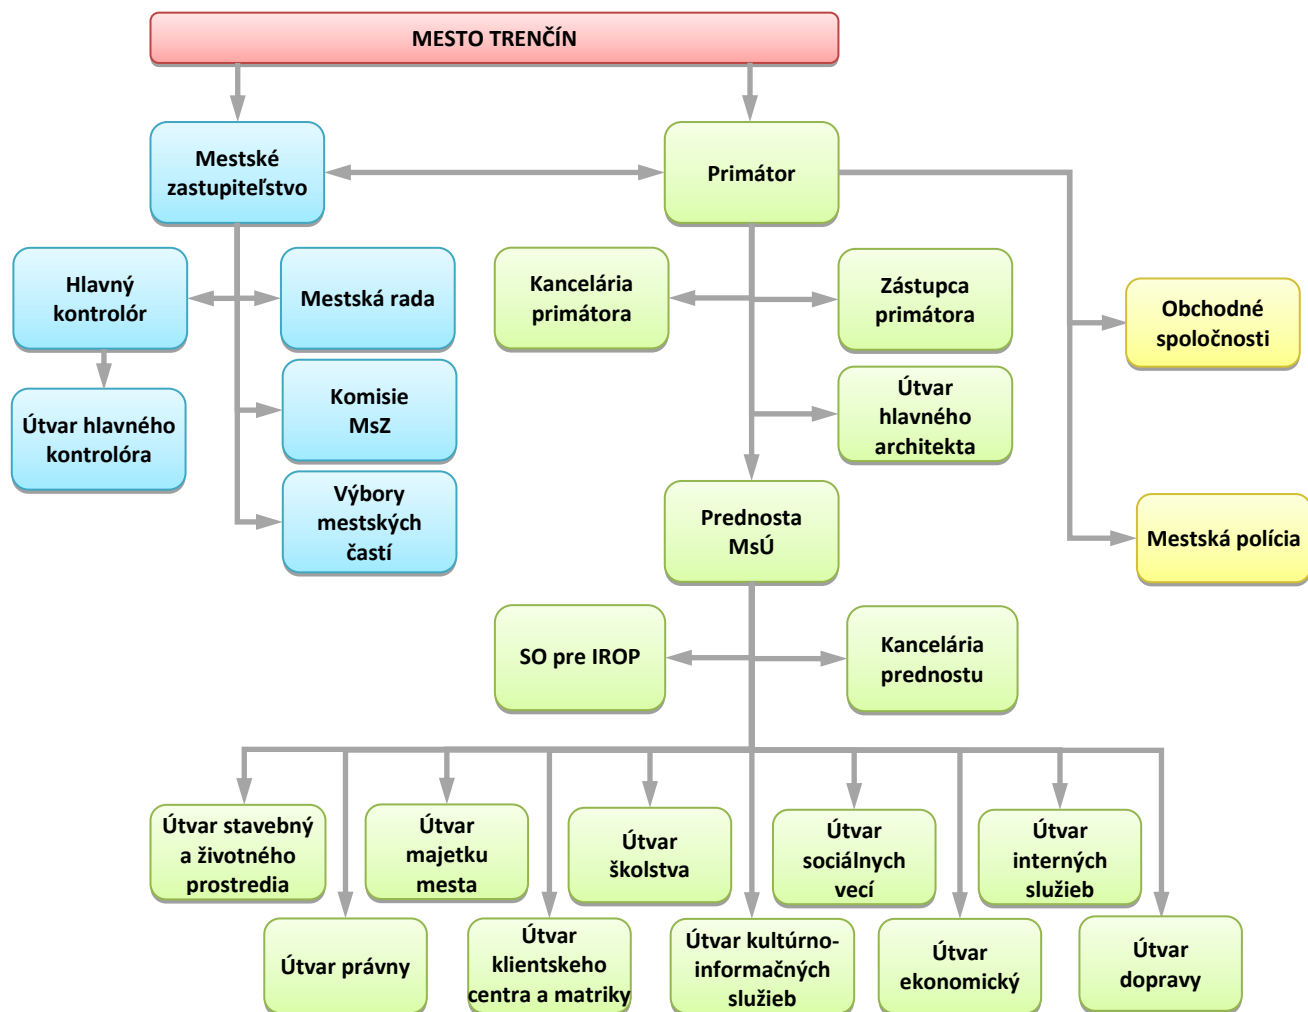 MESTO TRENČÍN
Mestské
zastupiteľstvo
Primátor
Hlavný
kontrolór
Mestská rada
Kancelária
primátora
Zástupca
primátora
Obchodné
spoločnosti
Útvar hlavného
kontrolóra
Komisie
MsZ
Útvar
hlavného
architekta
Výbory
mestských
častí
Prednosta
MsÚ
Mestská polícia
SO pre IROP
Kancelária
prednostu
Útvar stavebný
a životného
prostredia
Útvar
majetku
mesta
Útvar
školstva
Útvar
sociálnych
vecí
Útvar
interných
služieb
Útvar právny
Útvar
klientskeho
centra a matriky
Útvar kultúrno-
informačných
služieb
Útvar
ekonomický
Útvar
dopravy